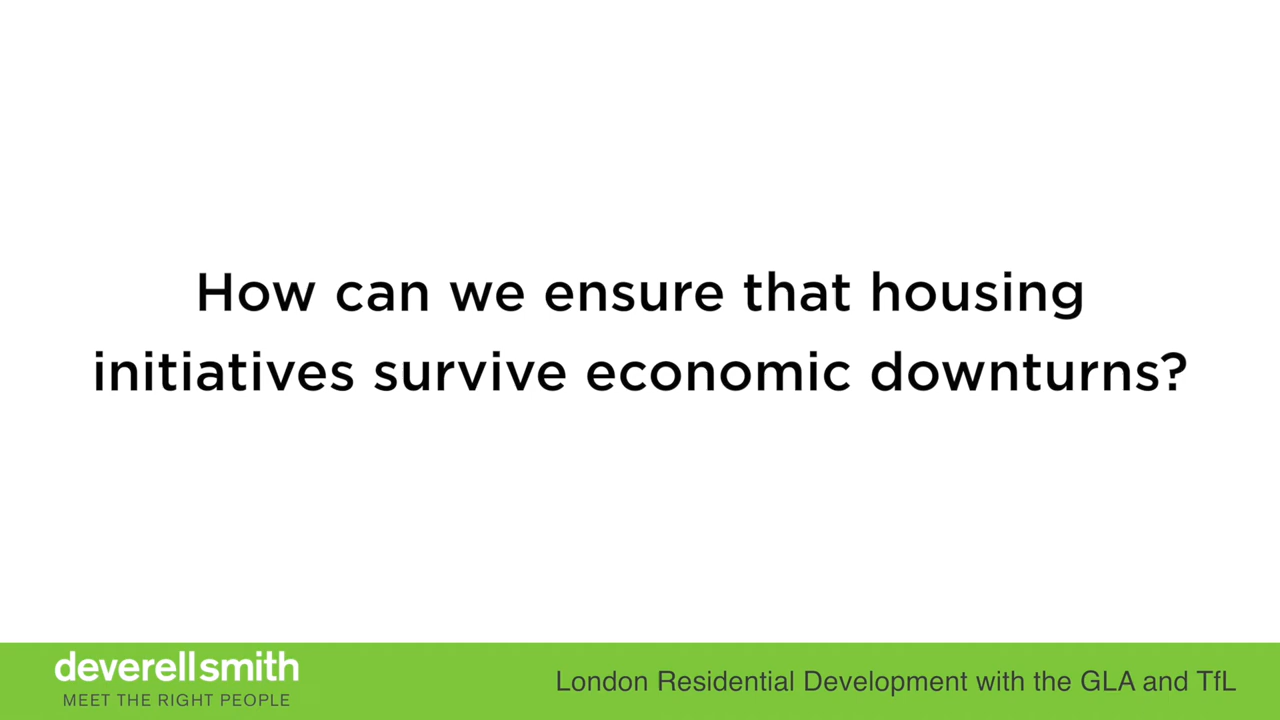 How can we ensure that housing
initiatives survive economic downturns?
deverellsmith
MEET THE RIGHT PEOPLE
London Residential Development with the GLA and TfL